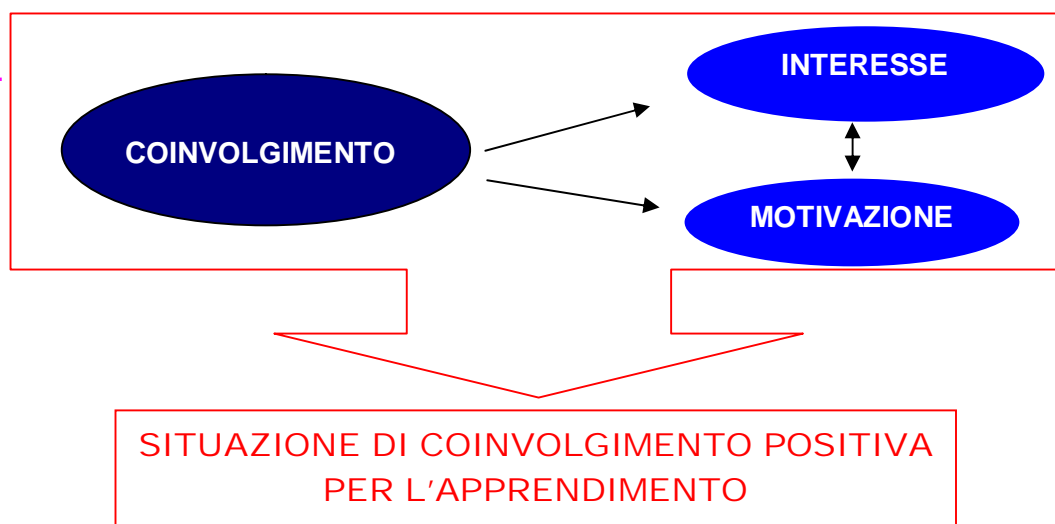 INTERESSE
COINVOLGIMENTO
MOTIVAZIONE
SITUAZIONE DI COINVOLGIMENTO POSITIVA
PER L'APPRENDIMENTO